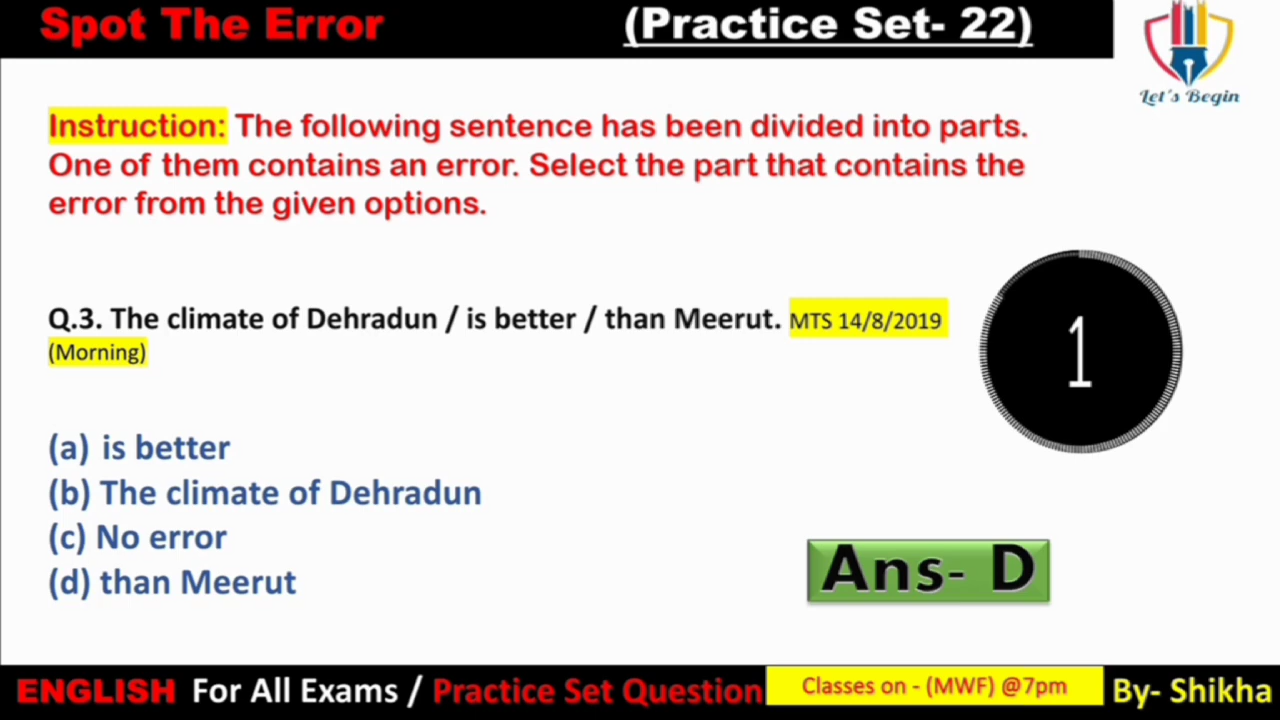 Spot The Error
(Practice Set- 22)
Let's Begin
Instruction: The following sentence has been divided into parts.
One of them contains an error. Select the part that contains the
error from the given options.
Q.3. The climate of Dehradun / is better / than Meerut. MTS 14/8/2019
(Morning)
1
(a) is better
(b) The climate of Dehradun
(c) No error
(d) than Meerut
Ans- D
ENGLISH For All Exams / Practice Set Question
Classes on - (MWF) @7pm
By- Shikha